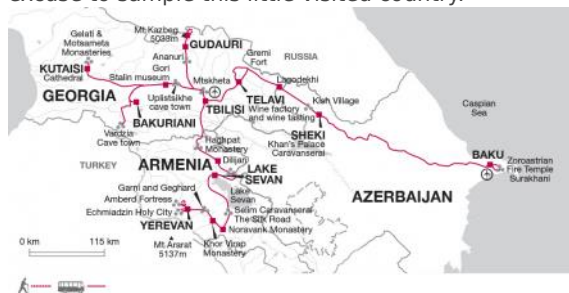 choose to sample this little visited country.
Mt Kazbeg
5033m
Gelati &
Motsameta
Monasteries
GUDAURI
RUSSIA
KUTAISI
Cathedral
Ananuri
Gori
Gremi
Fort
Stalin museum
Mtskheta
Lagodekhi
GEORGIA
Uplistsikhe
cave town
TBILISI
TELAVI
Wine factory
and wine tasting
Kish Village
Caspian
Sea
BAKURIANI
Vardzia
Cave town
SHEKI
Khan's Palace
Caravanserai
Haghpat
Monastery
BAKU
Zoroastrian
Fire Temple
Surakhani
TURKEY
ARMENIA
Dilijan
LAKE
SEVAN
Garni and Geghard
Amberd Fortress
Echmiadzin Holy City
Lake
Sevan
AZERBAIJAN
YEREVAN
Selim Caravanserai
The Silk Road
Noravank Monastery
0 km
115 km
Mt Ararat
5137m
Khor Virap
Monastery